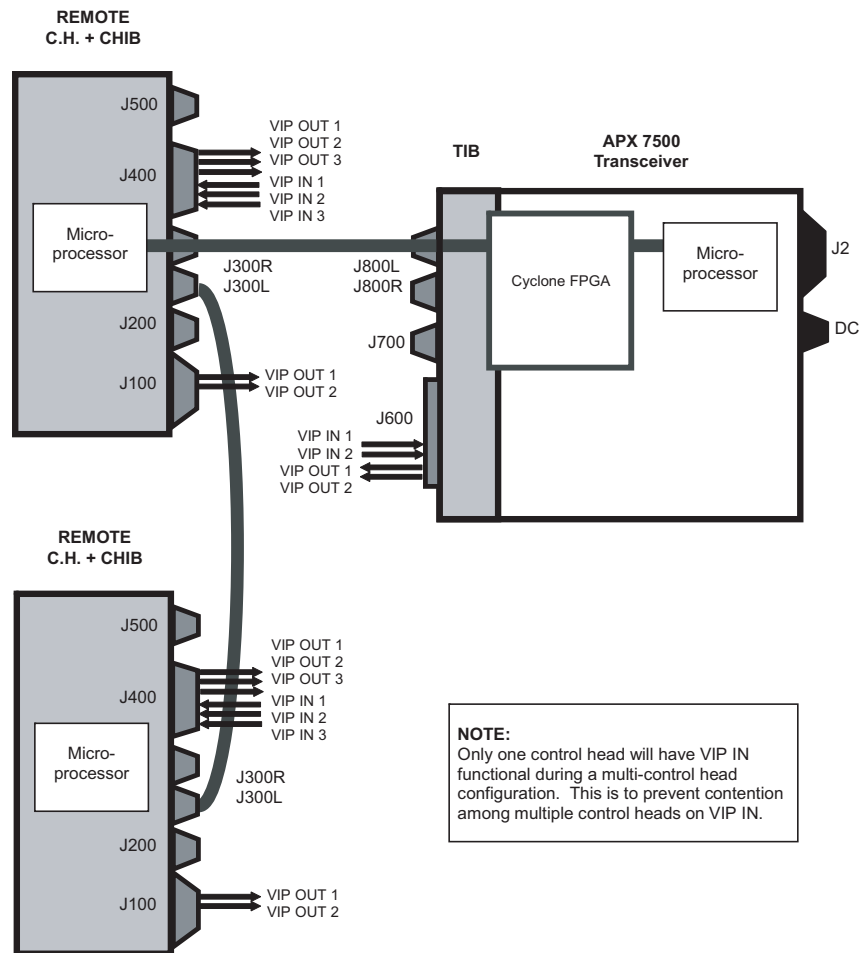 REMOTE
C.H. + CHIB
J500
J400
VIP OUT 1
VIP OUT 2
VIP OUT 3
VIP IN 1
VIP IN 2
VIP IN 3
Micro-
processor
J300R
J300L
J200
J100
VIP OUT 1
VIP OUT 2
TIB
APX 7500
Transceiver
J800L
J800R
J700
J600
VIP IN 1
VIP IN 2
VIP OUT 1
VIP OUT 2
Cyclone FPGA
Micro-
processor
J2
DC
REMOTE
C.H. + CHIB
J500
J400
VIP OUT 1
VIP OUT 2
VIP OUT 3
VIP IN 1
VIP IN 2
VIP IN 3
Micro-
processor
J300R
J300L
J200
J100
VIP OUT 1
VIP OUT 2
NOTE:
Only one control head will have VIP IN
functional during a multi-control head
configuration. This is to prevent contention
among multiple control heads on VIP IN.